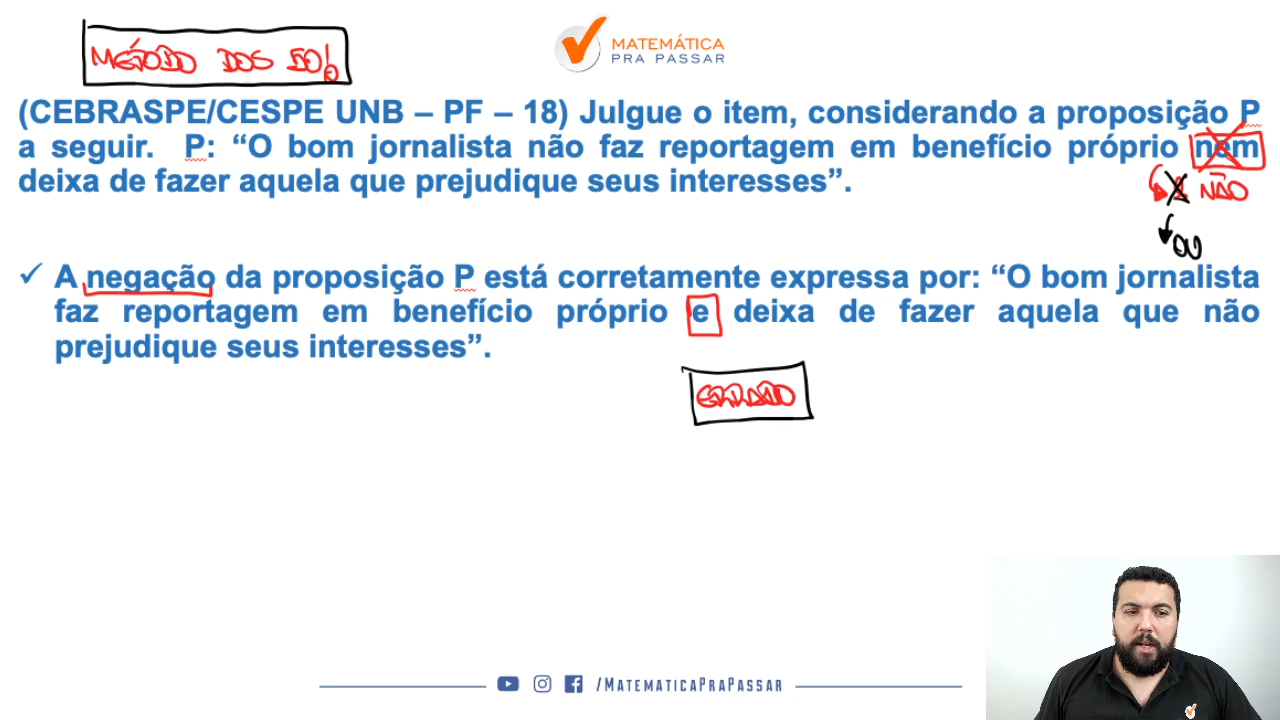 MÉTODO DOS 50!
MATEMÁTICA
PRA PASSAR
(CEBRASPE/CESPE UNB – PF – 18) Julgue o item, considerando a proposição P
a seguir. P: “O bom jornalista não faz reportagem em benefício próprio nem
deixa de fazer aquela que prejudique seus interesses”.
NÃO
OU
✓ A negação da proposição P está corretamente expressa por: “O bom jornalista
faz reportagem em benefício próprio e deixa de fazer aquela que não
prejudique seus interesses”.
ERRADO
/MATEMATICAPRAPASSAR